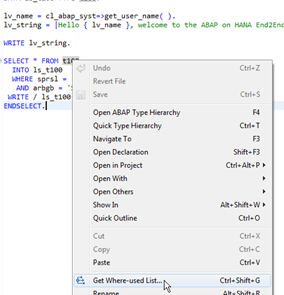 lv_name = cl_abap_syst=>get_user_name( ).
lv_string = |Hello { lv_name }, welcome to the ABAP on HANA End2End
WRITE lv_string.
SELECT * FROM t100
INTO ls_t100
WHERE sprsl =
AND arbgb = 'S
WRITE / ls_t100
ENDSELECT.
Undo Ctrl+Z
Revert File
Save Ctrl+S
Open ABAP Type Hierarchy F4
Quick Type Hierarchy Ctrl+T
Navigate To F3
Open Declaration Shift+F3
Open in Project Ctrl+Alt+P
Open With
Open Others
Show In Alt+Shift+W
Quick Outline Ctrl+O
Cut Ctrl+X
Copy Ctrl+C
Paste Ctrl+V
Get Where-used List... Ctrl+Shift+G
Rename Alt+Shift+R